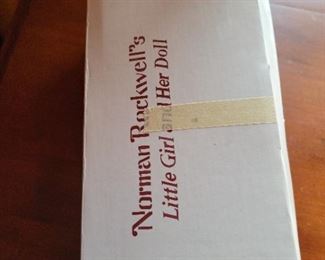 Norman Rockwell's
Little Girl and Her Doll